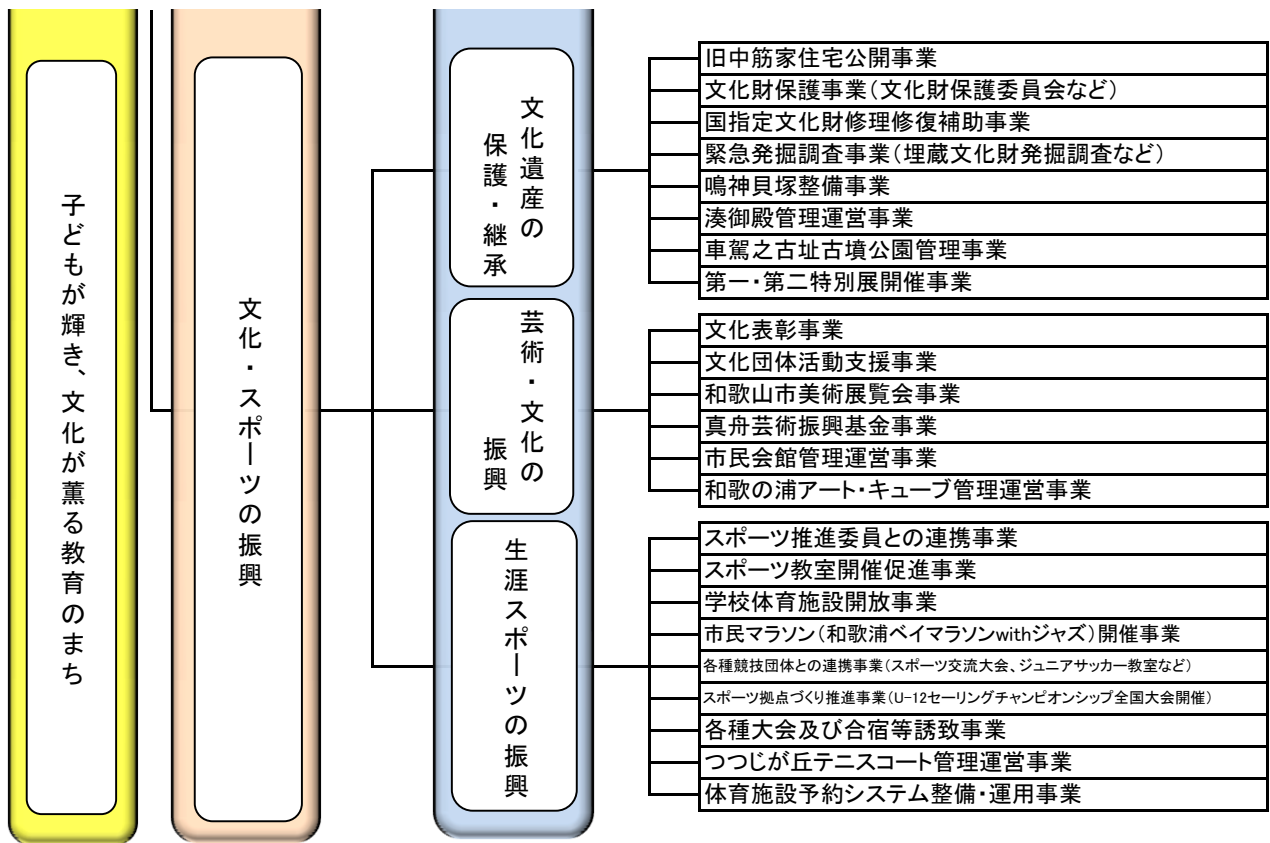 子どもが輝き、文化が薫る教育のまち
文化・スポーツの振興
文化遺産の
保護・継承
旧中筋家住宅公開事業
文化財保護事業（文化財保護委員会など）
国指定文化財修理修復補助事業
緊急発掘調査事業（埋蔵文化財発掘調査など）
鳴神貝塚整備事業
湊御殿管理運営事業
車駕之古址古墳公園管理事業
第一・第二特別展開催事業
芸術・文化の
振興
文化表彰事業
文化団体活動支援事業
和歌山市美術展覧会事業
真舟芸術振興基金事業
市民会館管理運営事業
和歌の浦アート・キューブ管理運営事業
生涯スポーツの振興
スポーツ推進委員との連携事業
スポーツ教室開催促進事業
学校体育施設開放事業
市民マラソン（和歌浦ベイマラソンwithジャズ）開催事業
各種競技団体との連携事業（スポーツ交流大会、ジュニアサッカー教室など）
スポーツ拠点づくり推進事業（U-12セーリングチャンピオンシップ全国大会開催）
各種大会及び合宿等誘致事業
つつじが丘テニスコート管理運営事業
体育施設予約システム整備・運用事業